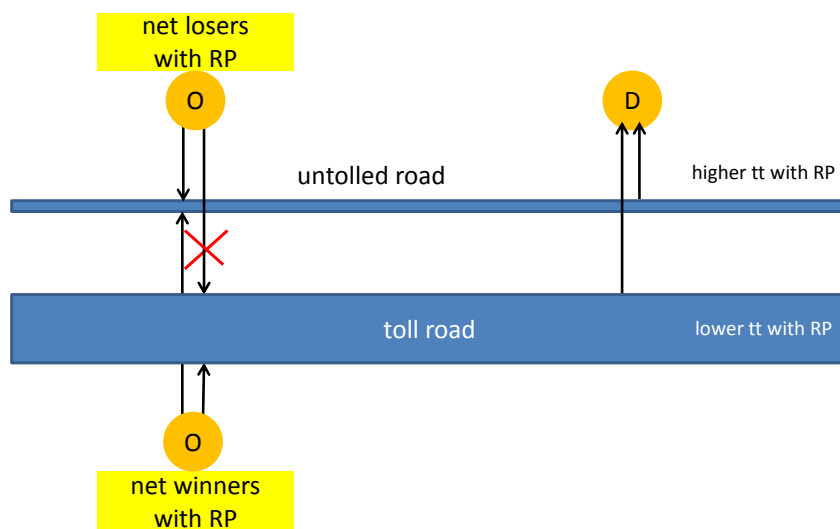 net losers
with RP
O
D
untolled road
higher tt with RP
toll road
lower tt with RP
O
net winners
with RP